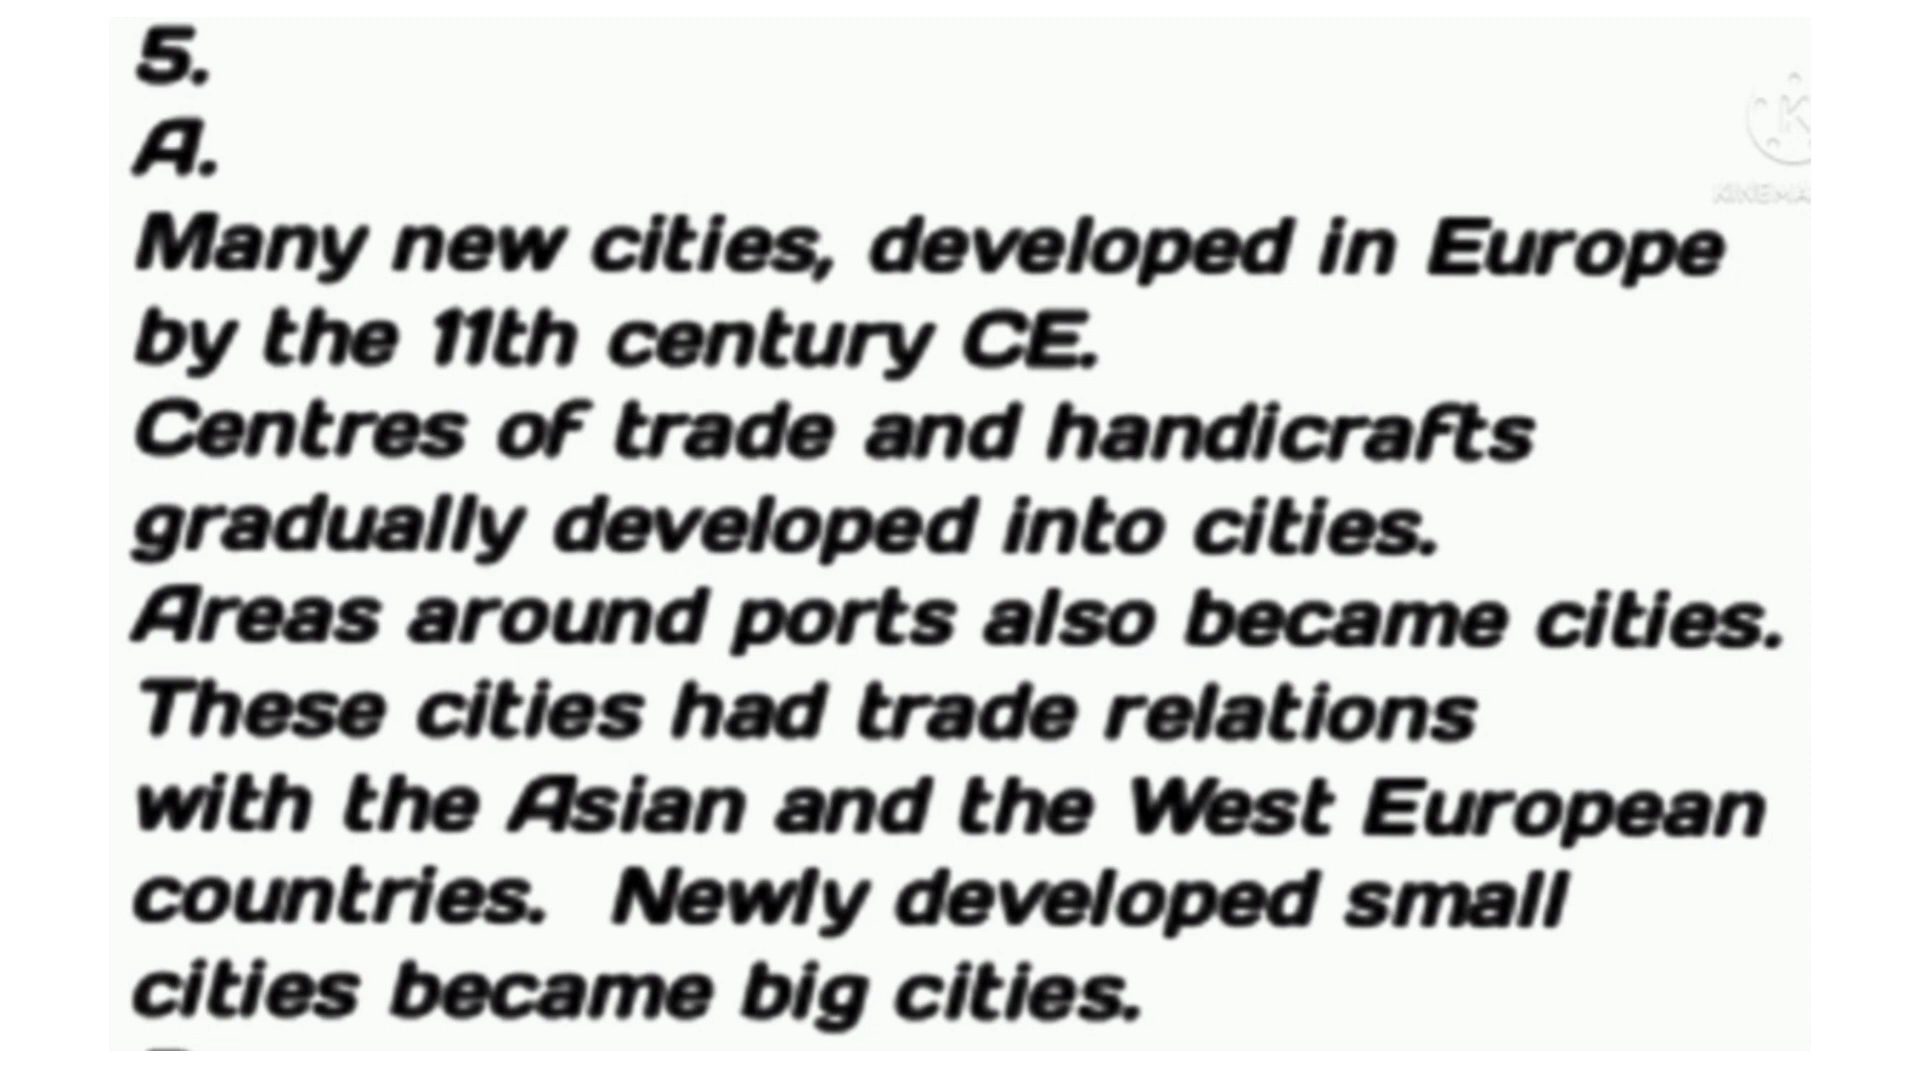 5.
A.
Many new cities, developed in Europe
by the 11th century CE.
Centres of trade and handicrafts
gradually developed into cities.
Areas around ports also became cities.
These cities had trade relations
with the Asian and the West European
countries. Newly developed small
cities became big cities.
K
KINEMA